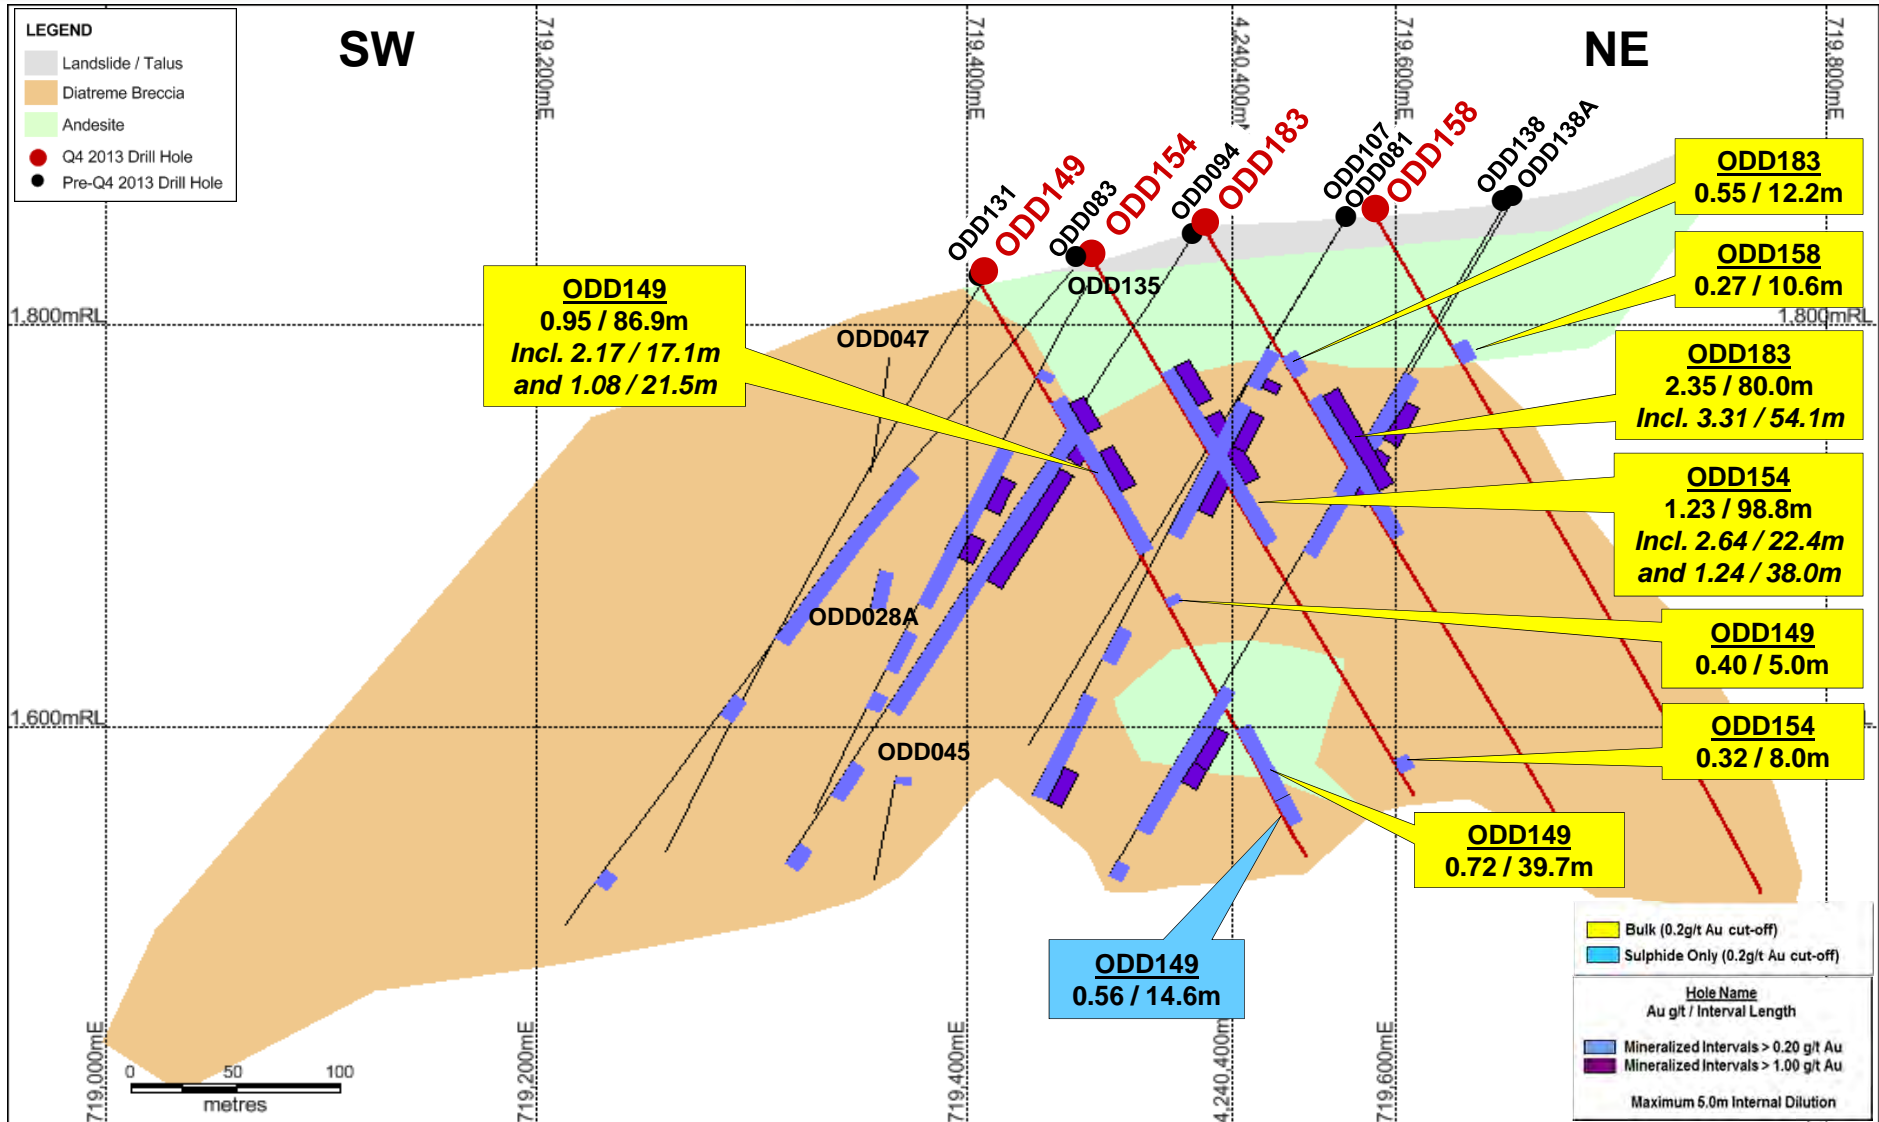 LEGEND
Landslide / Talus
Diatreme Breccia
Andesite
Q4 2013 Drill Hole
Pre-Q4 2013 Drill Hole
SW
NE
719,200mE
719,400mE
719,600mE
719,800mE
ODD131
ODD149
ODD083
ODD154
ODD094
ODD183
ODD107
ODD081
ODD158
ODD138
ODD138A
ODD135
ODD047
ODD028A
ODD045
1,800mRL
1,800mRL
1,600mRL
ODD149
0.95 / 86.9m
Incl. 2.17 / 17.1m
and 1.08 / 21.5m
ODD183
0.55 / 12.2m
ODD158
0.27 / 10.6m
ODD183
2.35 / 80.0m
Incl. 3.31 / 54.1m
ODD154
1.23 / 98.8m
Incl. 2.64 / 22.4m
and 1.24 / 38.0m
ODD149
0.40 / 5.0m
ODD154
0.32 / 8.0m
ODD149
0.72 / 39.7m
ODD149
0.56 / 14.6m
Bulk (0.2g/t Au cut-off)
Sulphide Only (0.2g/t Au cut-off)
Hole Name
Au g/t / Interval Length
Mineralized Intervals > 0.20 g/t Au
Mineralized Intervals > 1.00 g/t Au
Maximum 5.0m Internal Dilution
0 50 100
metres
719,000mE
719,200mE
719,400mE
719,600mE